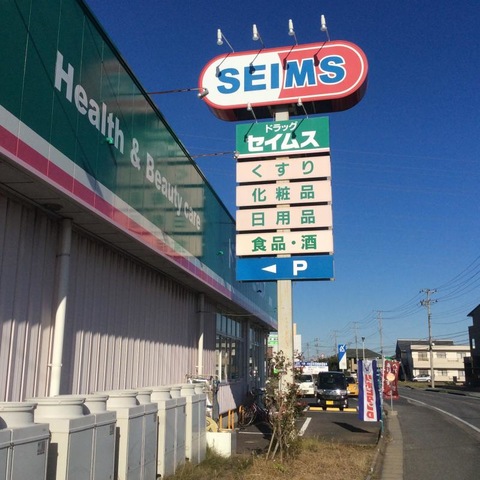 SEIMS
ドラッグ
セイムス
くすり
化粧品
日用品
食品・酒
◀ P
Health & Beauty care